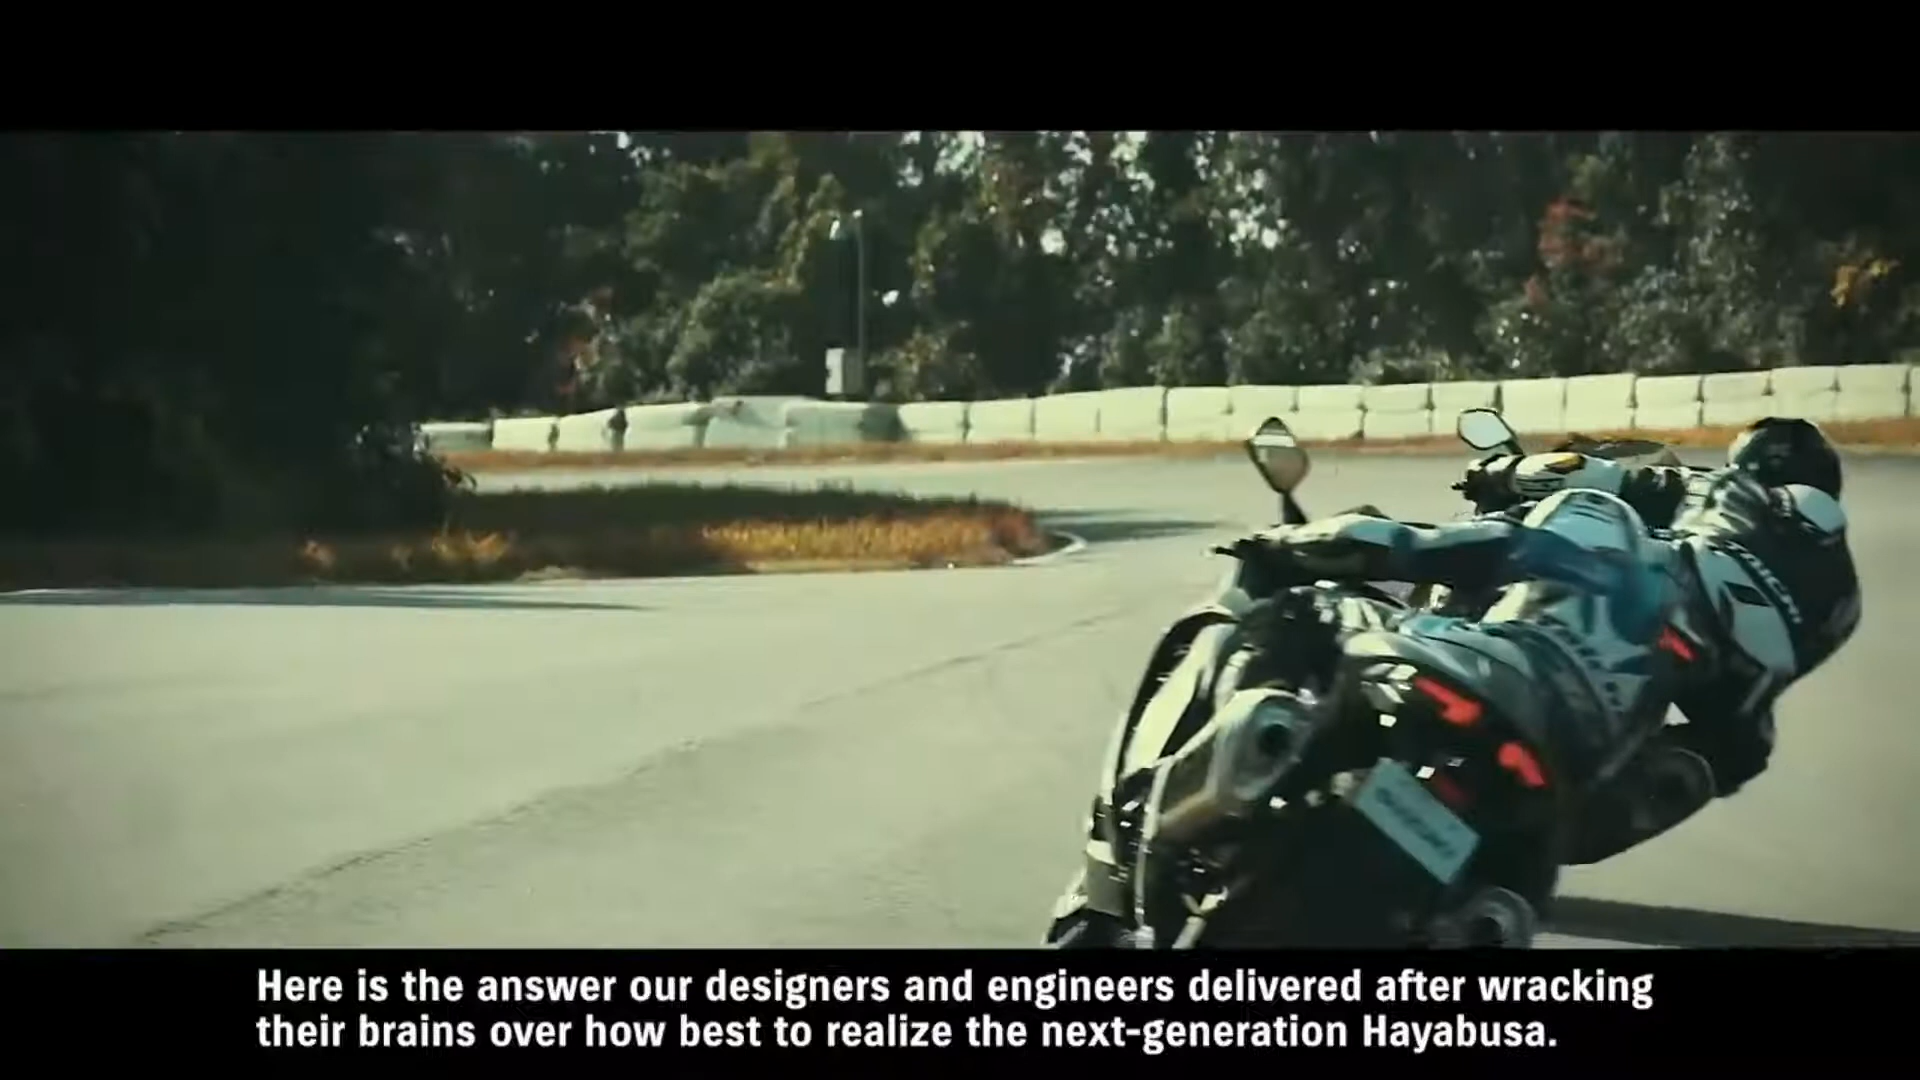 Here is the answer our designers and engineers delivered after wracking
their brains over how best to realize the next-generation Hayabusa.